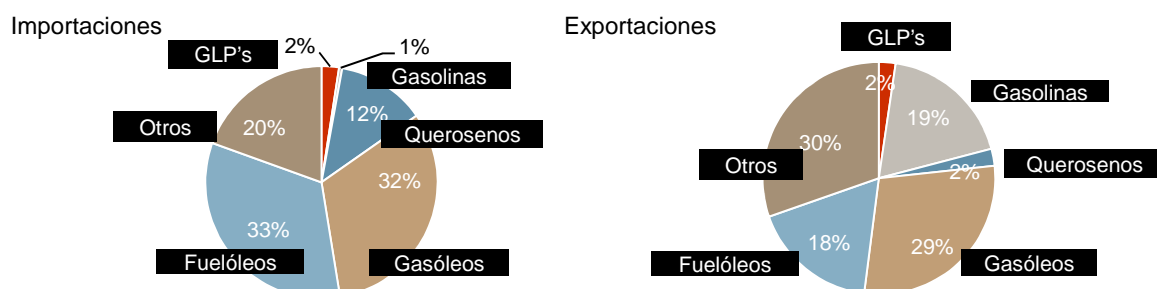 Importaciones
GLP's
2%
1%
Gasolinas
12%
Querosenos
Otros
20%
32%
33%
Fuelóleos
Gasóleos
Exportaciones
GLP's
2%
Gasolinas
19%
30%
Otros
2%
Querosenos
18%
Fuelóleos
29%
Gasóleos